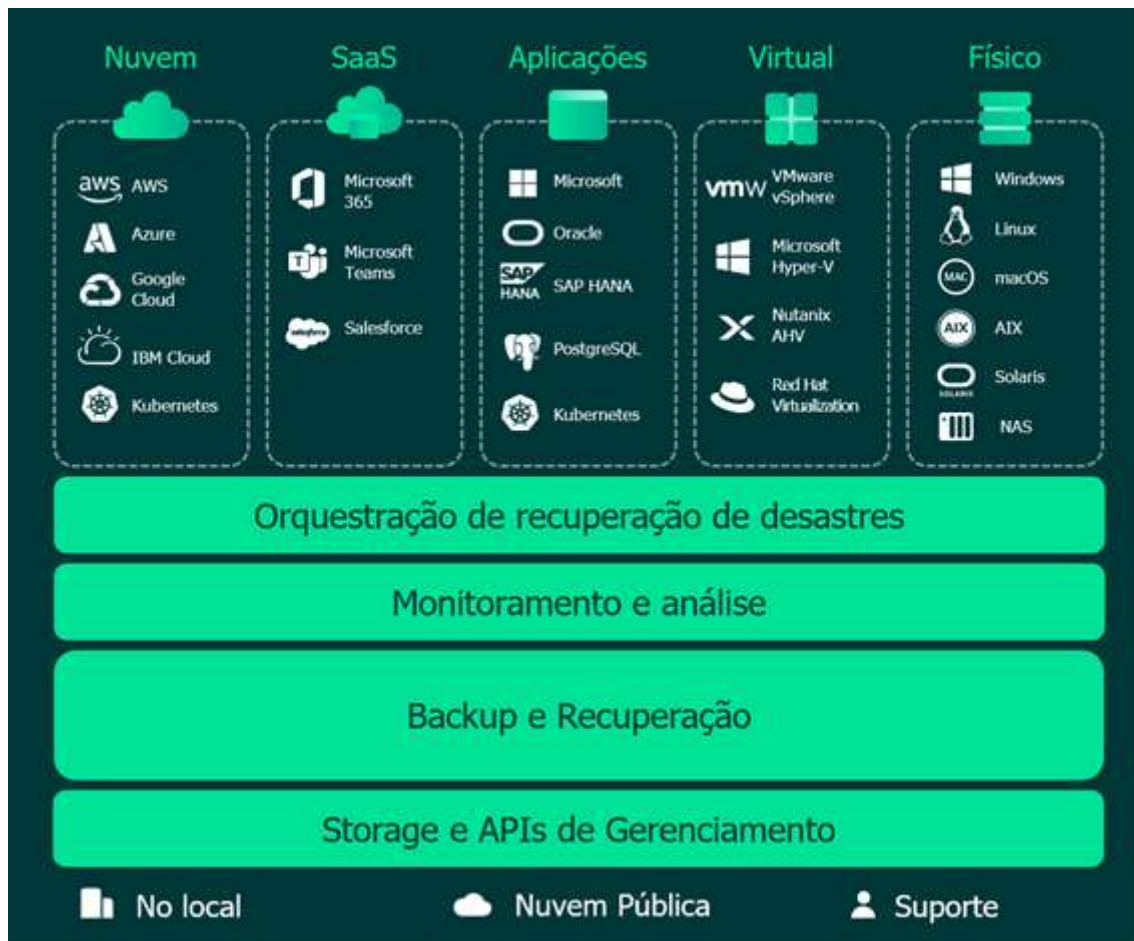 Nuvem
SaaS
Aplicações
Virtual
Físico
aws AWS
Azure
Google
Cloud
IBM Cloud
Kubernetes
Microsoft
365
T Microsoft
Teams
salesforce Salesforce
Microsoft
Oracle
SAP
HANA SAP HANA
PostgreSQL
Kubernetes
vmw VMware
vSphere
Microsoft
Hyper-V
Nutanix
AHV
Red Hat
Virtualization
Windows
Linux
MAC macOS
AIX AIX
Solaris
SOLARIS
NAS
Orquestração de recuperação de desastres
Monitoramento e análise
Backup e Recuperação
Storage e APIs de Gerenciamento
No local
Nuvem Pública
Suporte